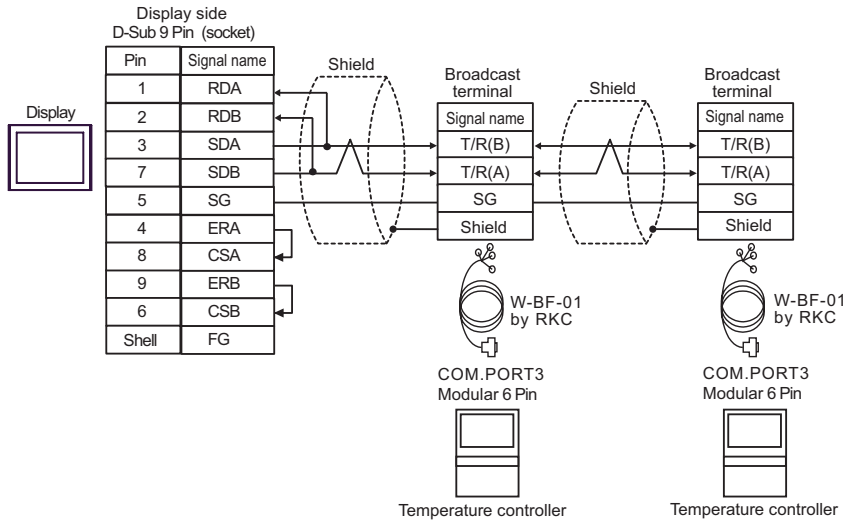 Display side
D-Sub 9 Pin (socket)
Display
Pin Signal name
1 RDA
2 RDB
3 SDA
7 SDB
5 SG
4 ERA
8 CSA
9 ERB
6 CSB
Shell FG
Shield
Broadcast
terminal
Signal name
T/R(B)
T/R(A)
SG
Shield
W-BF-01
by RKC
COM.PORT3
Modular 6 Pin
Temperature controller
Shield
Broadcast
terminal
Signal name
T/R(B)
T/R(A)
SG
Shield
W-BF-01
by RKC
COM.PORT3
Modular 6 Pin
Temperature controller